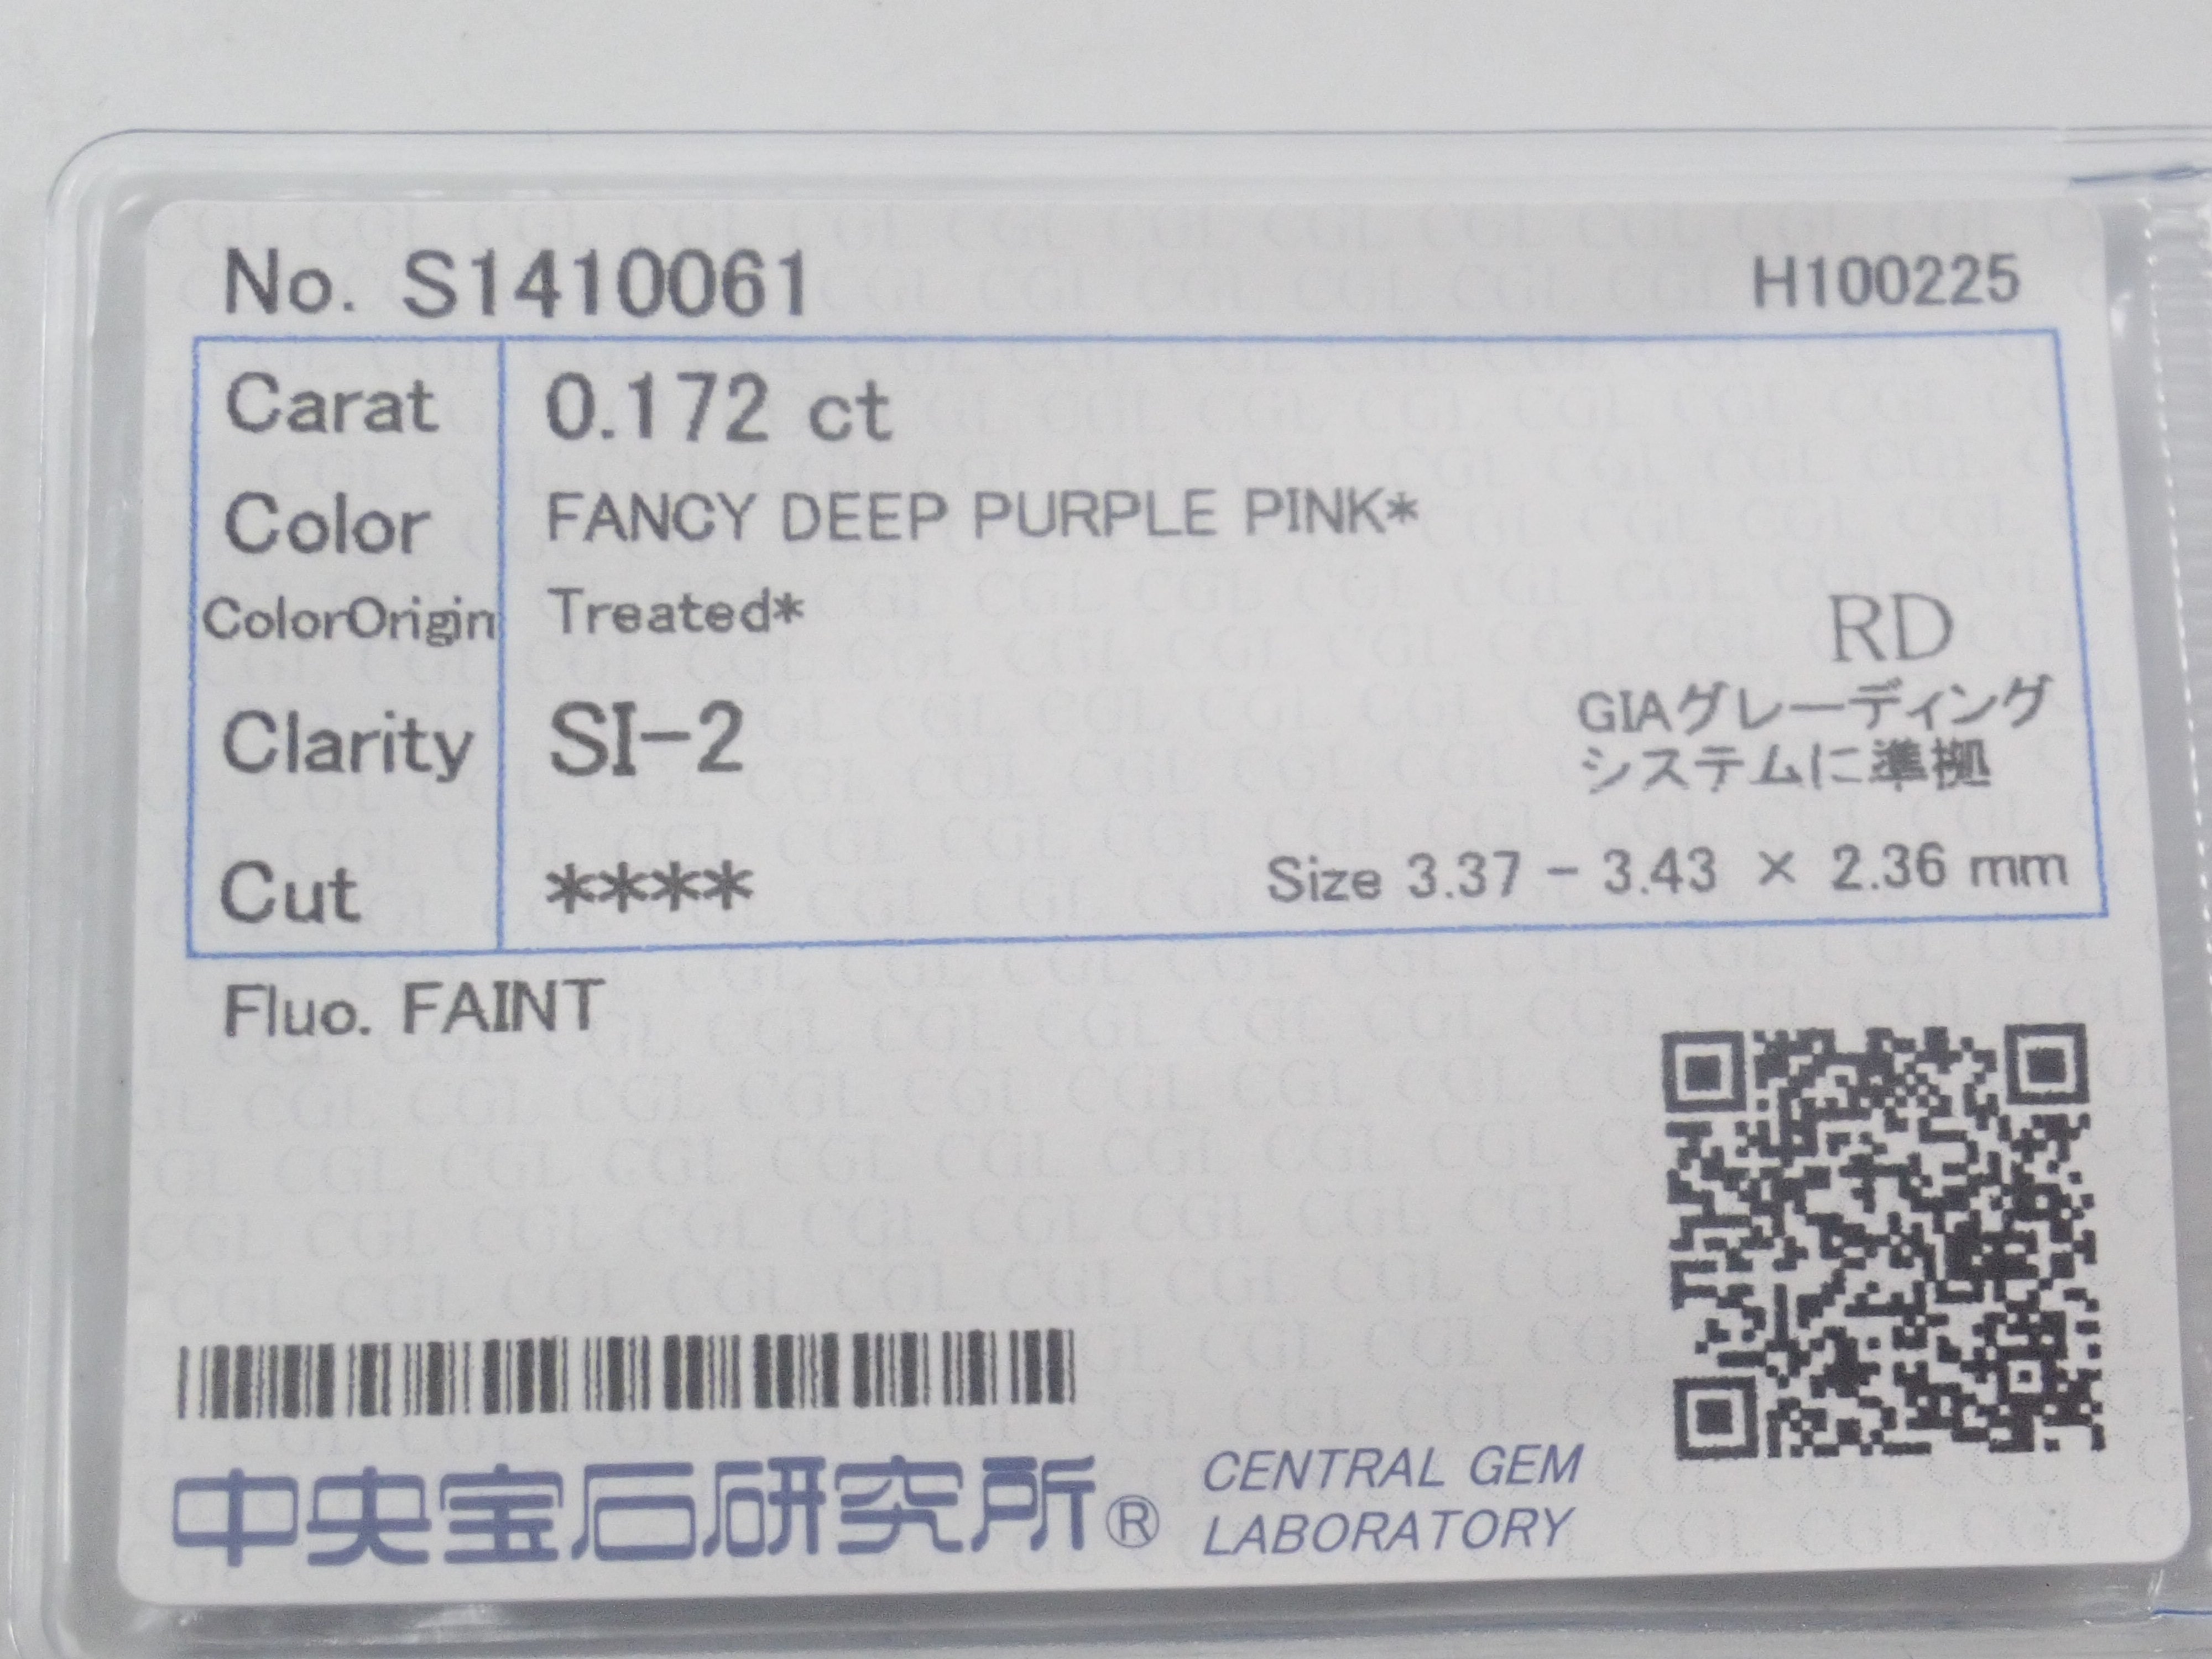 No. S1410061 H100225
Carat 0.172 ct
Color FANCY DEEP PURPLE PINK*
ColorOrigin Treated*
RD
Clarity SI-2
GIAグレーディング
システムに準拠
Cut **** Size 3.37 - 3.43 × 2.36 mm
Fluo. FAINT
中央宝石研究所® CENTRAL GEM
LABORATORY